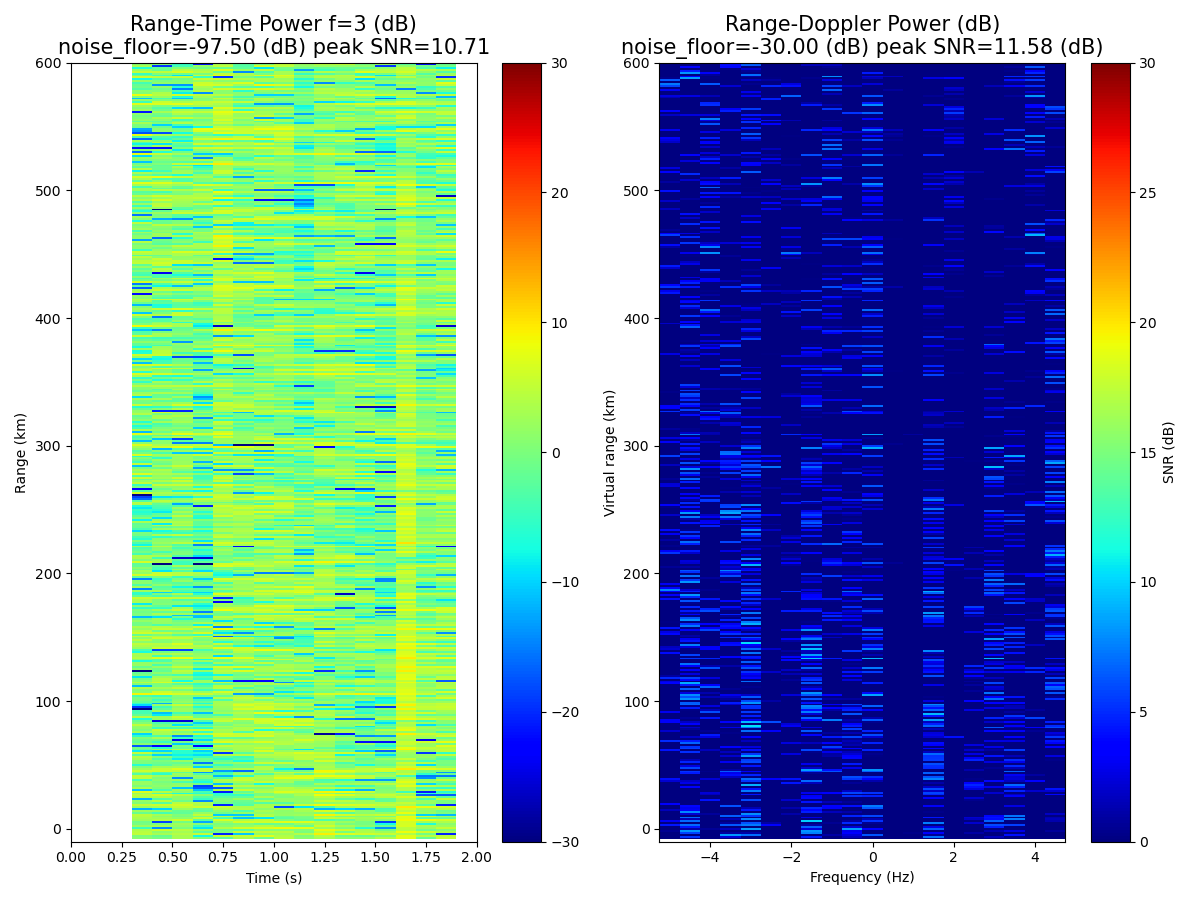 Range-Time Power f=3 (dB)
noise_floor=-97.50 (dB) peak SNR=10.71
Range-Doppler Power (dB)
noise_floor=-30.00 (dB) peak SNR=11.58 (dB)
600
500
400
300
200
100
0
Range (km)
0.00 0.25 0.50 0.75 1.00 1.25 1.50 1.75 2.00
Time (s)
30
20
10
0
−10
−20
−30
600
500
400
300
200
100
0
Virtual range (km)
−4 −2 0 2 4
Frequency (Hz)
30
25
20
15
10
5
0
SNR (dB)